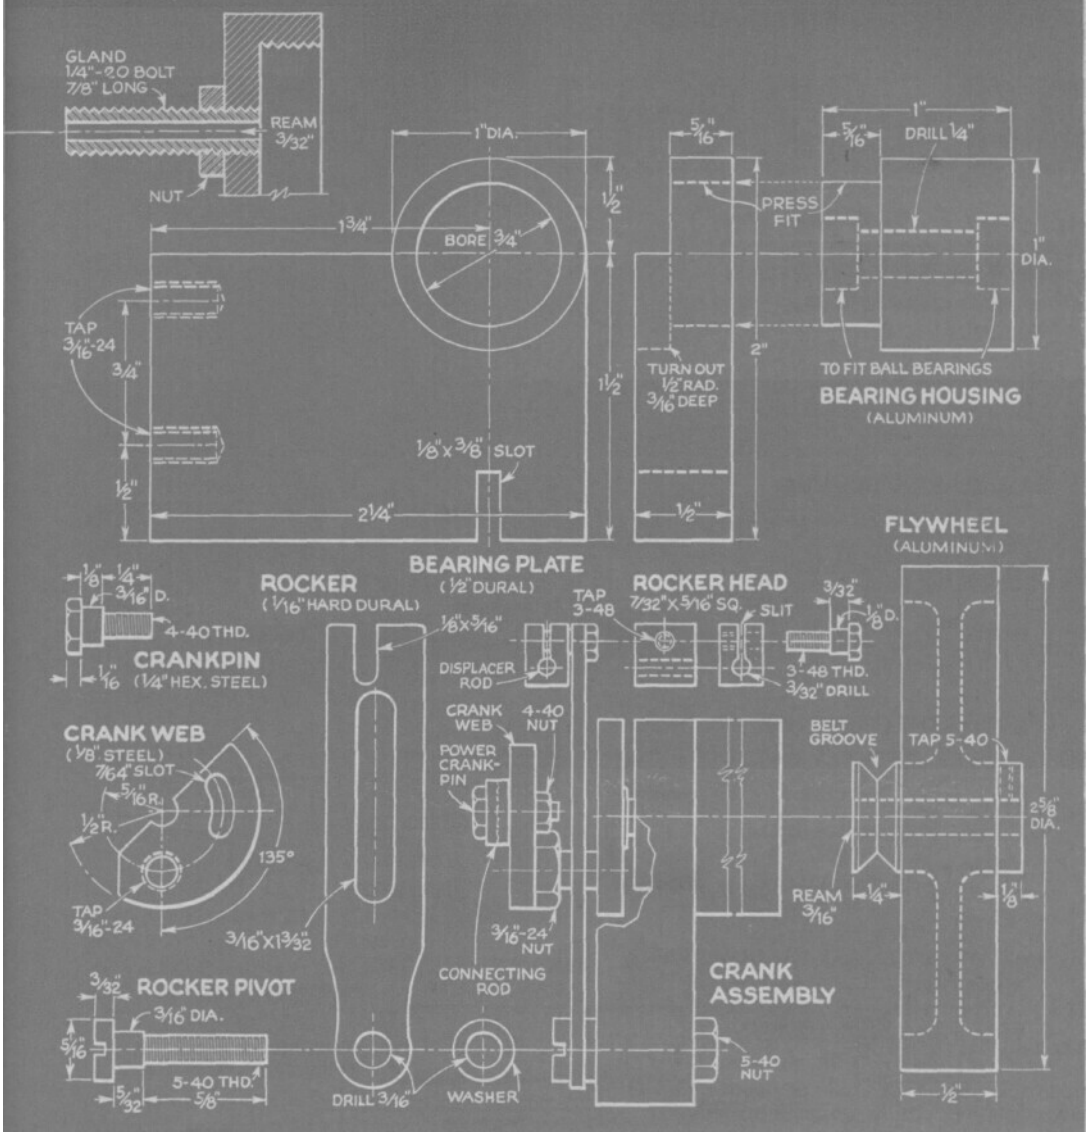 GLAND
1/4"-20 BOLT
7/8" LONG
REAM
3/32"
NUT
1" DIA.
5/16"
1"
5/16"
DRILL 1/4"
1/2"
PRESS
FIT
1 3/4"
BORE 3/4"
1"
DIA.
TAP
3/16"-24
3/4"
2"
1 1/2"
TURN OUT
1/2" RAD.
3/16" DEEP
TO FIT BALL BEARINGS
BEARING HOUSING
(ALUMINUM)
1/8" X 3/8" SLOT
1/2"
2 1/4"
1/2"
BEARING PLATE
(1/2" DURAL)
FLYWHEEL
(ALUMINUM)
1/8"
1/4"
3/16" D.
4-40 THD.
1/16
CRANKPIN
(1/4" HEX. STEEL)
ROCKER
(1/16" HARD DURAL)
1/8" X 5/16"
ROCKER HEAD
7/32" X 5/16" SQ.
TAP
3-48
SLIT
3/32"
1/8" D.
DISPLACER
ROD
3-48 THD.
3/32" DRILL
CRANK WEB
(1/8" STEEL)
7/64" SLOT
5/16" R.
1/2" R.
135°
TAP
3/16"-24
3/16" X 1 3/32"
CRANK
WEB
4-40
NUT
POWER
CRANK-
PIN
3/16"-24
NUT
CONNECTING
ROD
BELT
GROOVE
TAP 5-40
2 5/8"
DIA.
REAM
3/16"
1/4"
1/8"
CRANK
ASSEMBLY
ROCKER PIVOT
3/32"
3/16" DIA.
5/16"
5-40 THD.
5/32"
5/8"
DRILL 3/16"
WASHER
5-40
NUT
1/2"